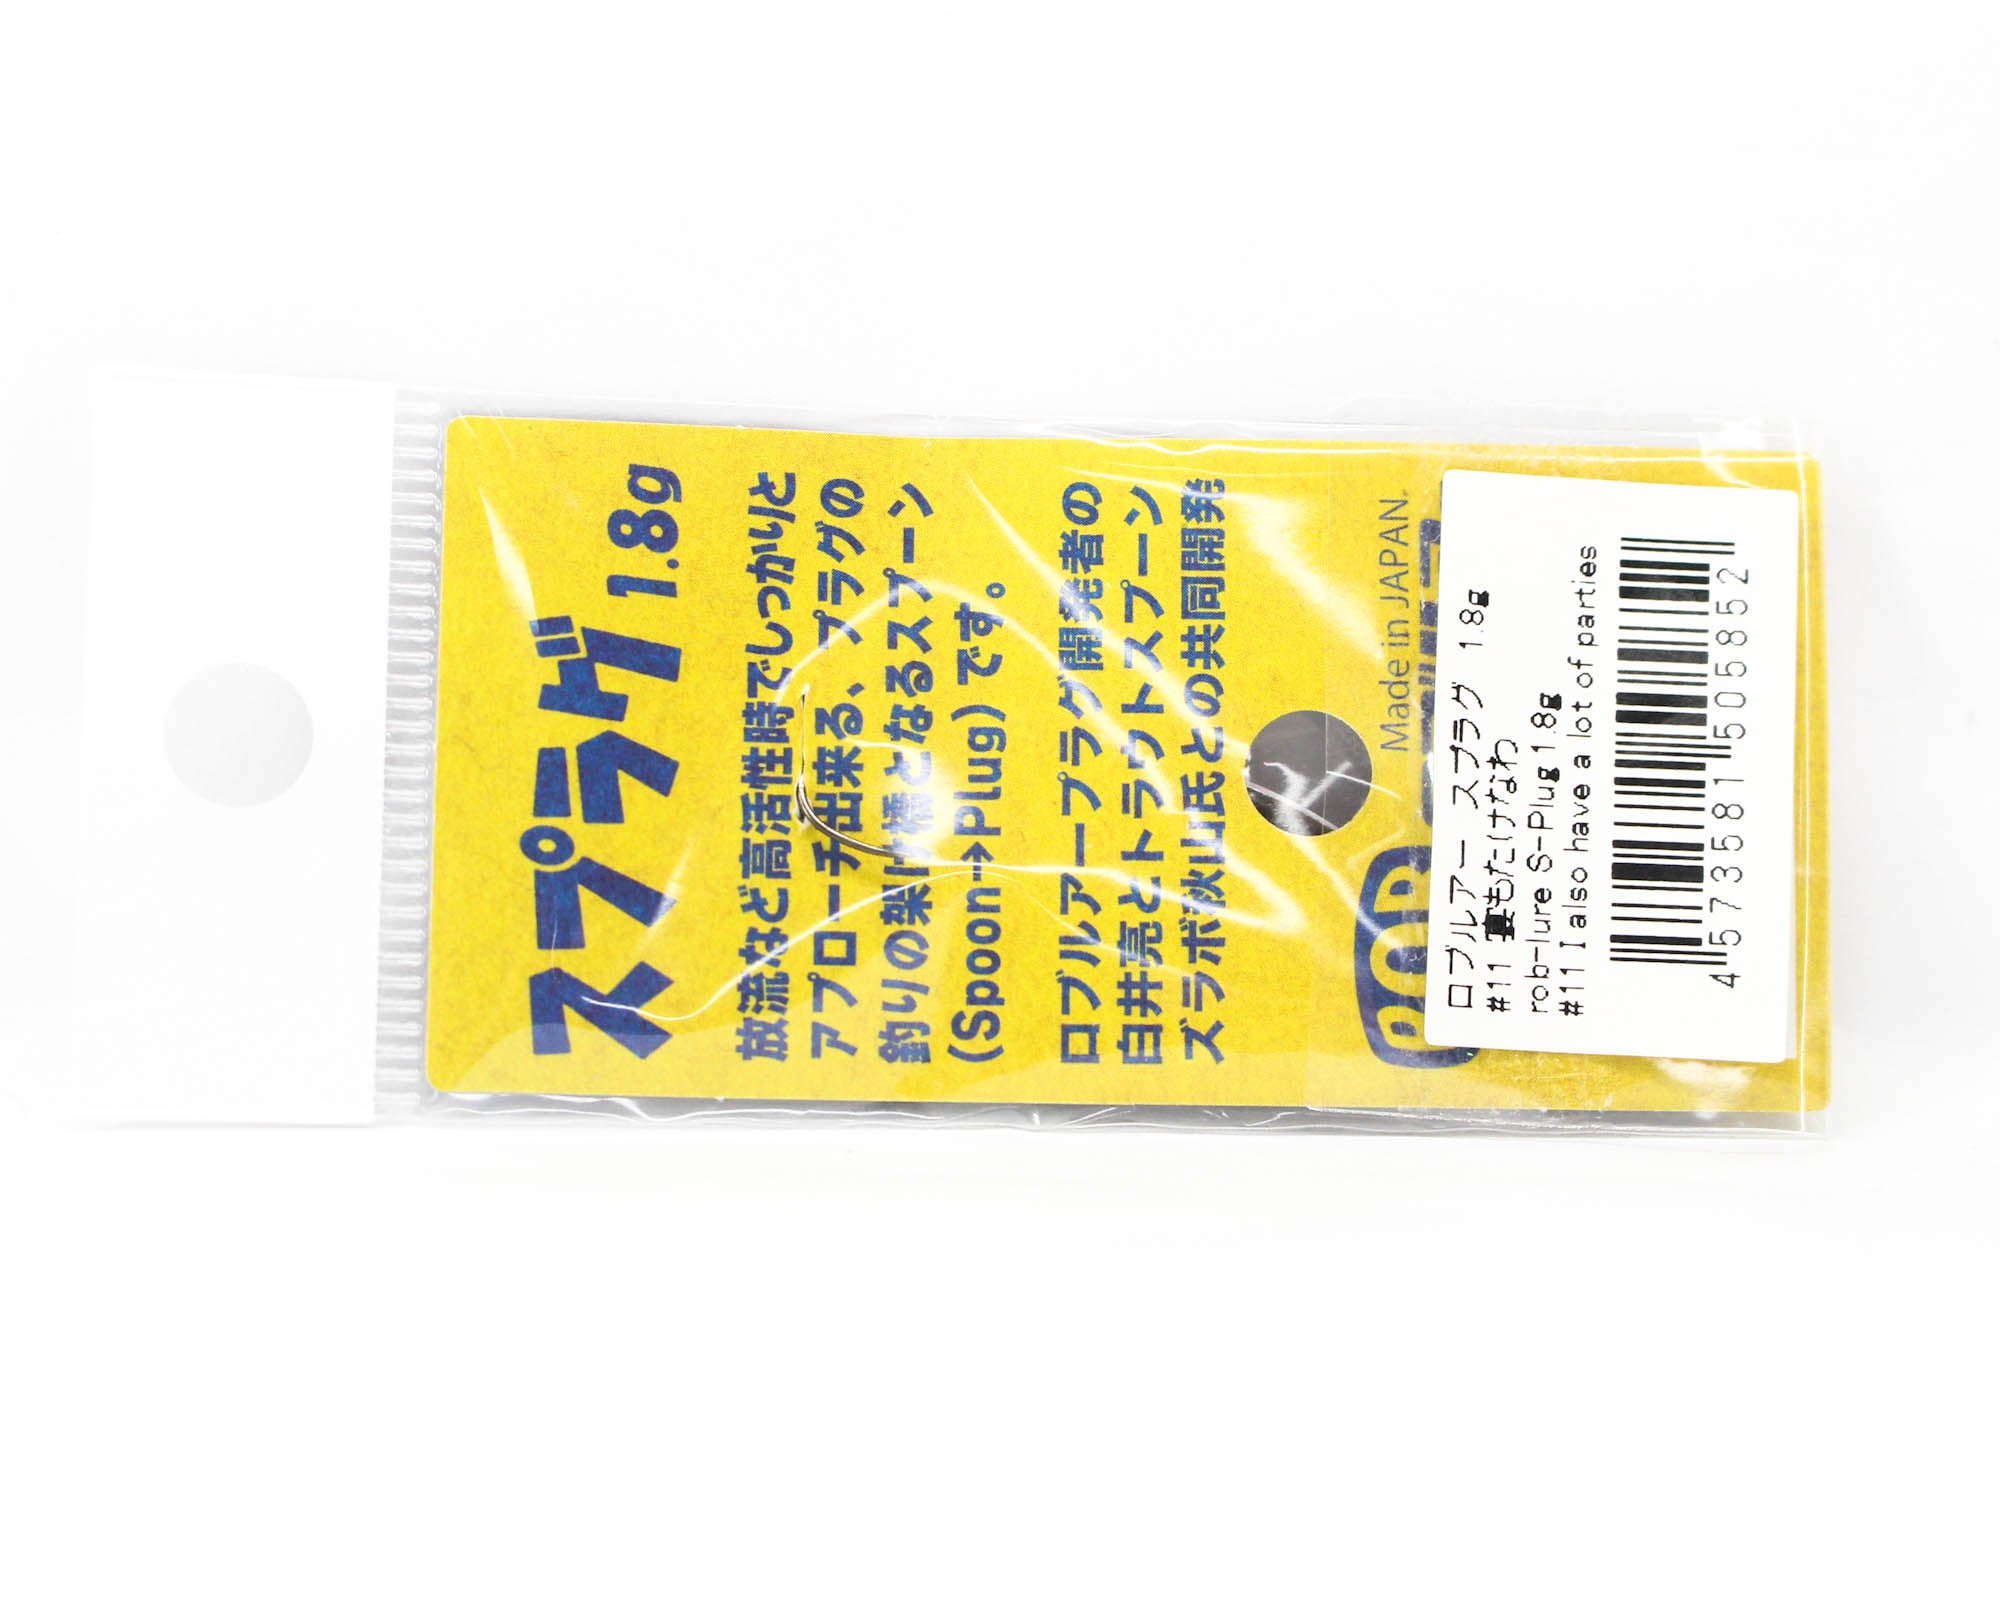 スプラグ 1.8g
放流など高活性時でしっかりと
アプローチ出来る、プラグの
釣りの架け橋となるスプーン
(Spoon→Plug)です。
ロブルアープラグ開発者の
白井亮とトラウトスプーン
ズラボ秋山氏との共同開発
Made in JAPAN.
ROB
ロブルアー スプラグ 1.8g
#11 もたけなわ
rob-lure S-Plug 1.8g
#11 I also have a lot of parties
4573581505852